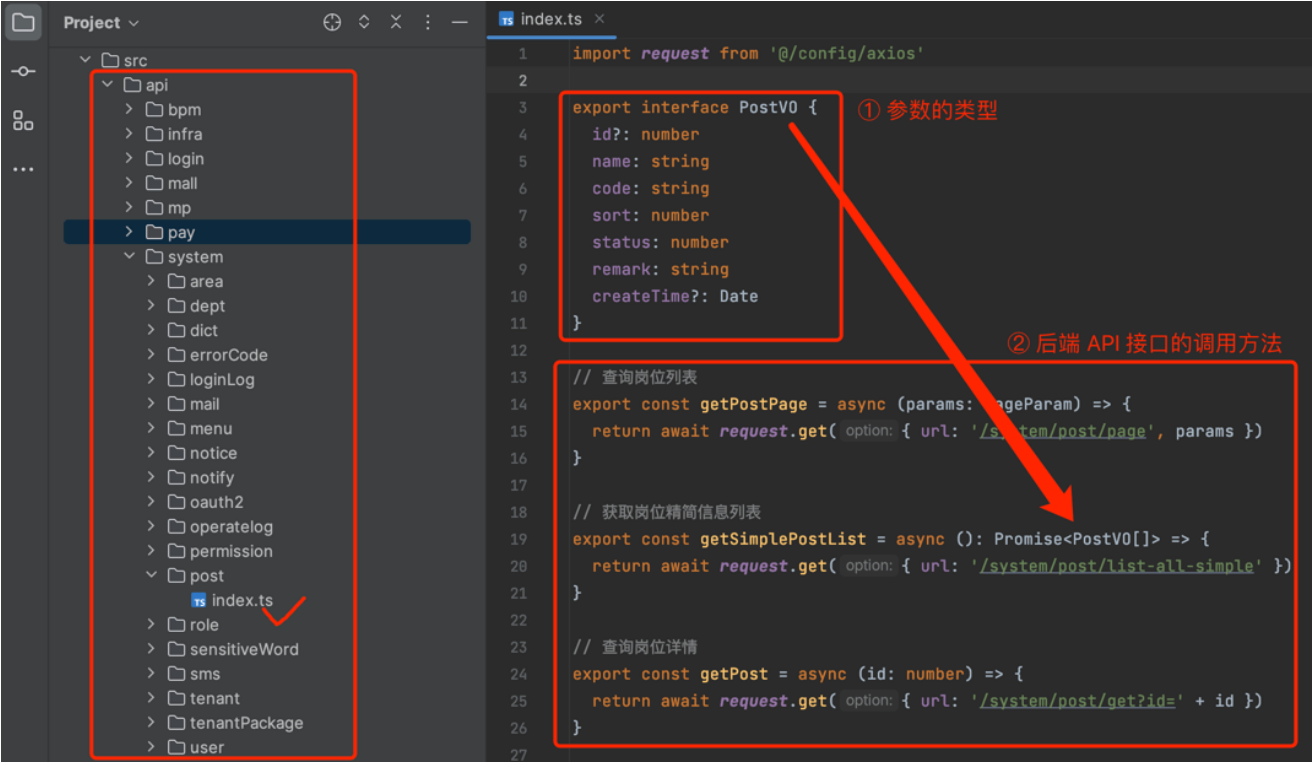 Project
src
api
bpm
infra
login
mall
mp
pay
system
area
dept
dict
errorCode
loginLog
mail
menu
notice
notify
oauth2
operatelog
permission
post
TS index.ts
role
sensitiveWord
sms
tenant
tenantPackage
user
TS index.ts ×
1 import request from '@/config/axios'
2
3 export interface PostVO {
① 参数的类型
4 id?: number
5 name: string
6 code: string
7 sort: number
8 status: number
9 remark: string
10 createTime?: Date
11 }
② 后端 API 接口的调用方法
12
13 // 查询岗位列表
14 export const getPostPage = async (params: PageParam) => {
15 return await request.get( option: { url: '/system/post/page', params })
16 }
17
18 // 获取岗位精简信息列表
19 export const getSimplePostList = async (): Promise<PostVO[]> => {
20 return await request.get( option: { url: '/system/post/list-all-simple' })
21 }
22
23 // 查询岗位详情
24 export const getPost = async (id: number) => {
25 return await request.get( option: { url: '/system/post/get?id=' + id })
26 }
27